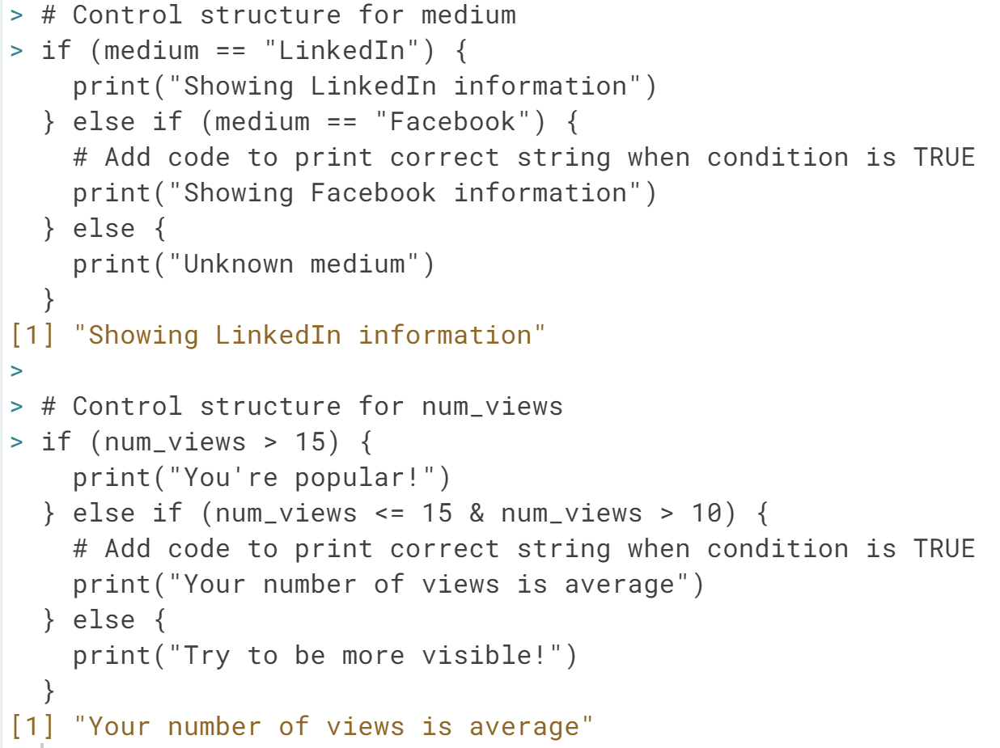 > # Control structure for medium
> if (medium == "LinkedIn") {
    print("Showing LinkedIn information")
  } else if (medium == "Facebook") {
    # Add code to print correct string when condition is TRUE
    print("Showing Facebook information")
  } else {
    print("Unknown medium")
  }
[1] "Showing LinkedIn information"
>
> # Control structure for num_views
> if (num_views > 15) {
    print("You're popular!")
  } else if (num_views <= 15 & num_views > 10) {
    # Add code to print correct string when condition is TRUE
    print("Your number of views is average")
  } else {
    print("Try to be more visible!")
  }
[1] "Your number of views is average"